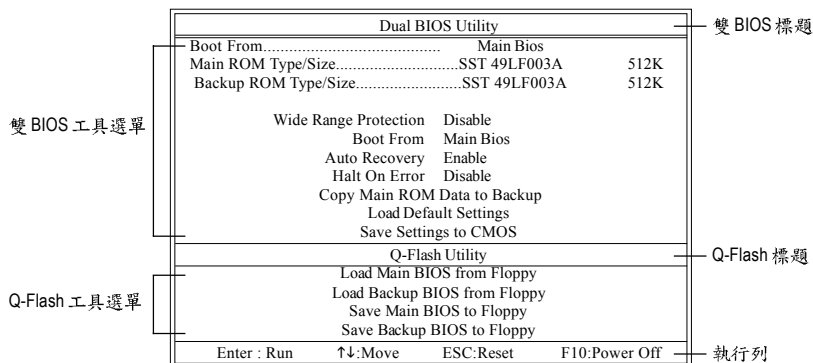 Dual BIOS Utility
雙 BIOS 標題
Boot From.......................................... Main Bios
Main ROM Type/Size.............................SST 49LF003A 512K
Backup ROM Type/Size.........................SST 49LF003A 512K
雙 BIOS 工具選單
Wide Range Protection Disable
Boot From Main Bios
Auto Recovery Enable
Halt On Error Disable
Copy Main ROM Data to Backup
Load Default Settings
Save Settings to CMOS
Q-Flash Utility
Q-Flash 標題
Q-Flash 工具選單
Load Main BIOS from Floppy
Load Backup BIOS from Floppy
Save Main BIOS to Floppy
Save Backup BIOS to Floppy
Enter : Run ↑↓:Move ESC:Reset F10:Power Off
執行列